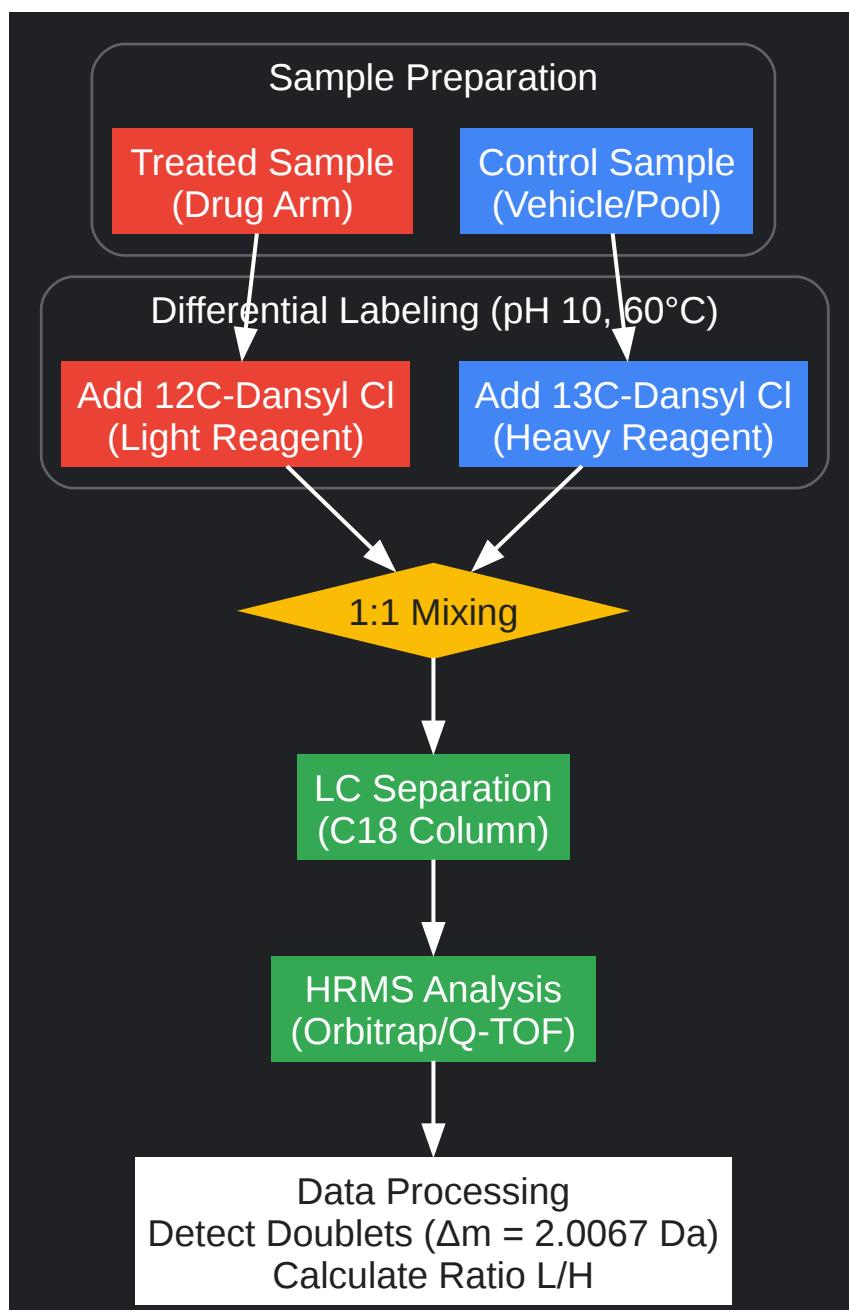 Sample Preparation
Treated Sample
(Drug Arm)
Control Sample
(Vehicle/Pool)
Differential Labeling (pH 10, 60°C)
Add 12C-Dansyl Cl
(Light Reagent)
Add 13C-Dansyl Cl
(Heavy Reagent)
1:1 Mixing
LC Separation
(C18 Column)
HRMS Analysis
(Orbitrap/Q-TOF)
Data Processing
Detect Doublets (Δm = 2.0067 Da)
Calculate Ratio L/H